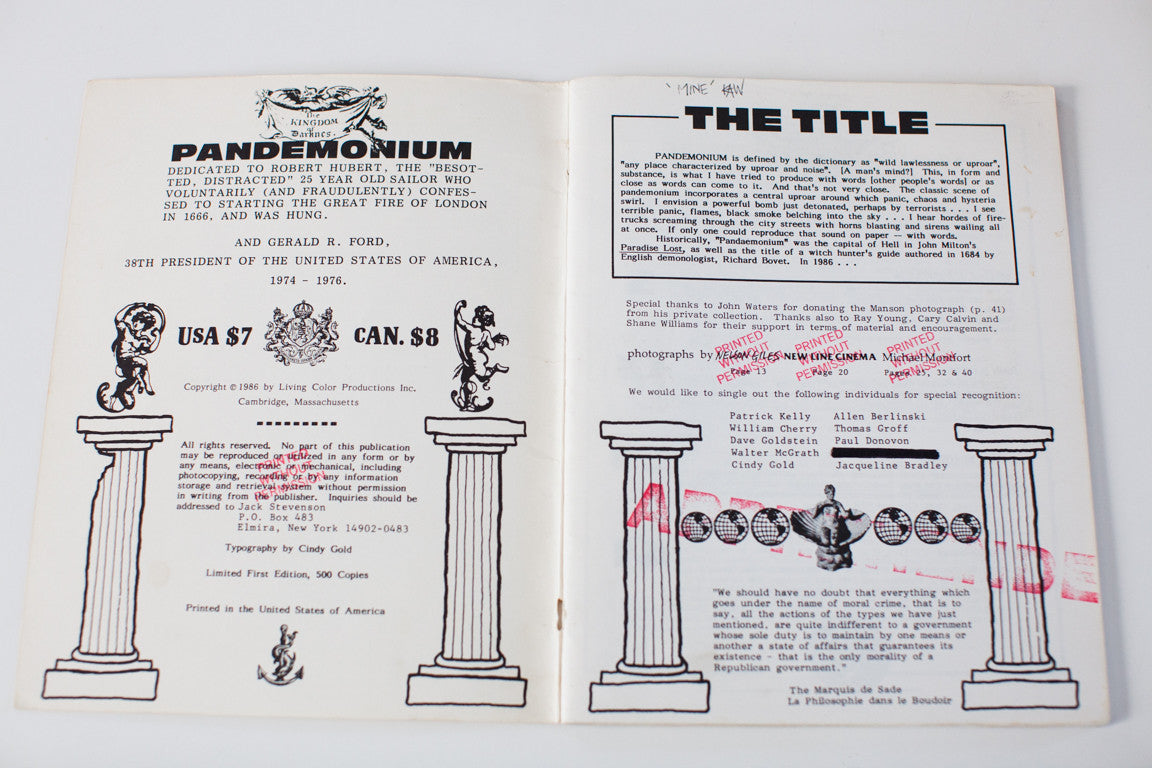 The
KINGDOM
of
Darknes.
PANDEMONIUM
DEDICATED TO ROBERT HUBERT, THE "BESOT-
TED, DISTRACTED" 25 YEAR OLD SAILOR WHO
VOLUNTARILY (AND FRAUDULENTLY) CONFES-
SED TO STARTING THE GREAT FIRE OF LONDON
IN 1666, AND WAS HUNG.
AND GERALD R. FORD,
38TH PRESIDENT OF THE UNITED STATES OF AMERICA,
1974 - 1976.
USA $7 CAN. $8
Copyright © 1986 by Living Color Productions Inc.
Cambridge, Massachusetts
All rights reserved. No part of this publication
may be reproduced or utilized in any form or by
any means, electronic or mechanical, including
photocopying, recording or by any information
storage and retrieval system without permission
in writing from the publisher. Inquiries should be
addressed to Jack Stevenson
P.O. Box 483
Elmira, New York 14902-0483
PRINTED
WITHOUT
PERMISSION
Typography by Cindy Gold
Limited First Edition, 500 Copies
Printed in the United States of America
'MINE' KAW
THE TITLE
PANDEMONIUM is defined by the dictionary as "wild lawlessness or uproar",
"any place characterized by uproar and noise". [A man's mind?] This, in form and
substance, is what I have tried to produce with words [other people's words] or as
close as words can come to it. And that's not very close. The classic scene of
pandemonium incorporates a central uproar around which panic, chaos and hysteria
swirl. I envision a powerful bomb just detonated, perhaps by terrorists . . . I see
terrible panic, flames, black smoke belching into the sky . . . I hear hordes of fire-
trucks screaming through the city streets with horns blasting and sirens wailing all
at once. If only one could reproduce that sound on paper -- with words.
Historically, "Pandaemonium" was the capital of Hell in John Milton's
Paradise Lost, as well as the title of a witch hunter's guide authored in 1684 by
English demonologist, Richard Bovet. In 1986 . . .
Special thanks to John Waters for donating the Manson photograph (p. 41)
from his private collection. Thanks also to Ray Young, Cary Calvin and
Shane Williams for their support in terms of material and encouragement.
photographs by NELSON GILES NEW LINE CINEMA Michael Montfort
Page 13 Page 20 Pages 25, 32 & 40
PRINTED
WITHOUT
PERMISSION
PRINTED
WITHOUT
PERMISSION
PRINTED
WITHOUT
PERMISSION
We would like to single out the following individuals for special recognition:
Patrick Kelly Allen Berlinski
William Cherry Thomas Groff
Dave Goldstein Paul Donovon
Walter McGrath
Cindy Gold Jacqueline Bradley
"We should have no doubt that everything which
goes under the name of moral crime, that is to
say, all the actions of the types we have just
mentioned, are quite indifferent to a government
whose sole duty is to maintain by one means or
another a state of affairs that guarantees its
existence - that is the only morality of a
Republican government."
The Marquis de Sade
La Philosophie dans le Boudoir